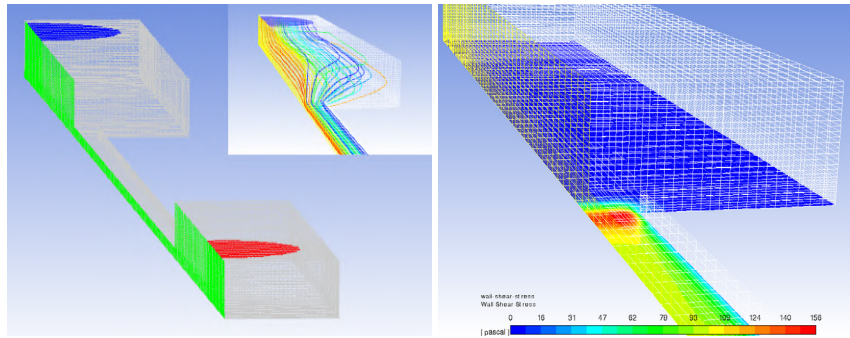 wall-shear-stress
Wall Shear Stress
0 16 31 47 62 78 93 109 124 140 156
[ pascal ]